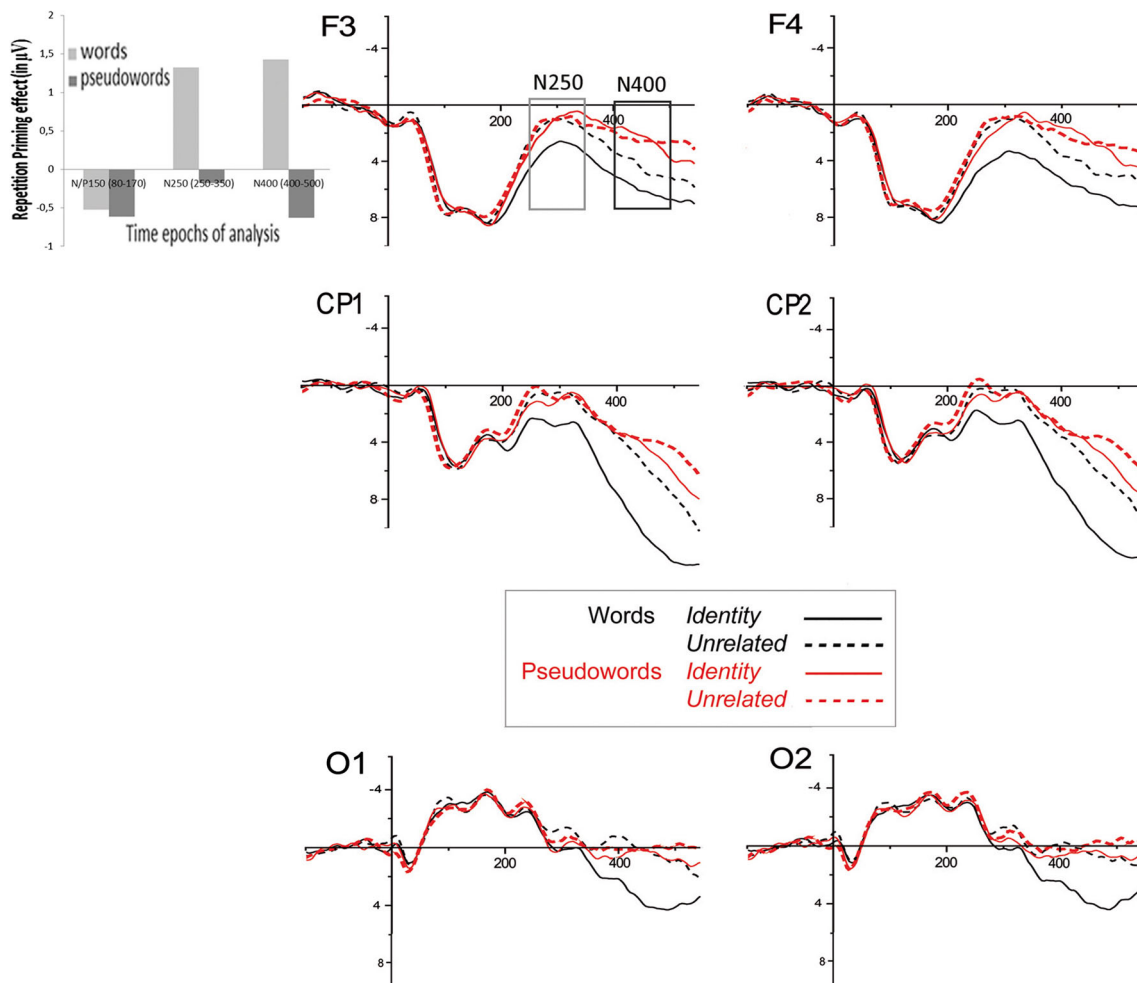 Repetition Priming effect (in µV)
2
1,5
1
0,5
0
-0,5
-1
words
pseudowords
N/P150 (80-170)
N250 (250-350)
N400 (400-500)
Time epochs of analysis
F3
-4
N250
N400
200
400
4
8
F4
-4
200
400
4
8
CP1
-4
200
400
4
8
CP2
-4
200
400
4
8
Words Identity
Unrelated
Pseudowords Identity
Unrelated
O1
-4
200
400
4
8
O2
-4
200
400
4
8